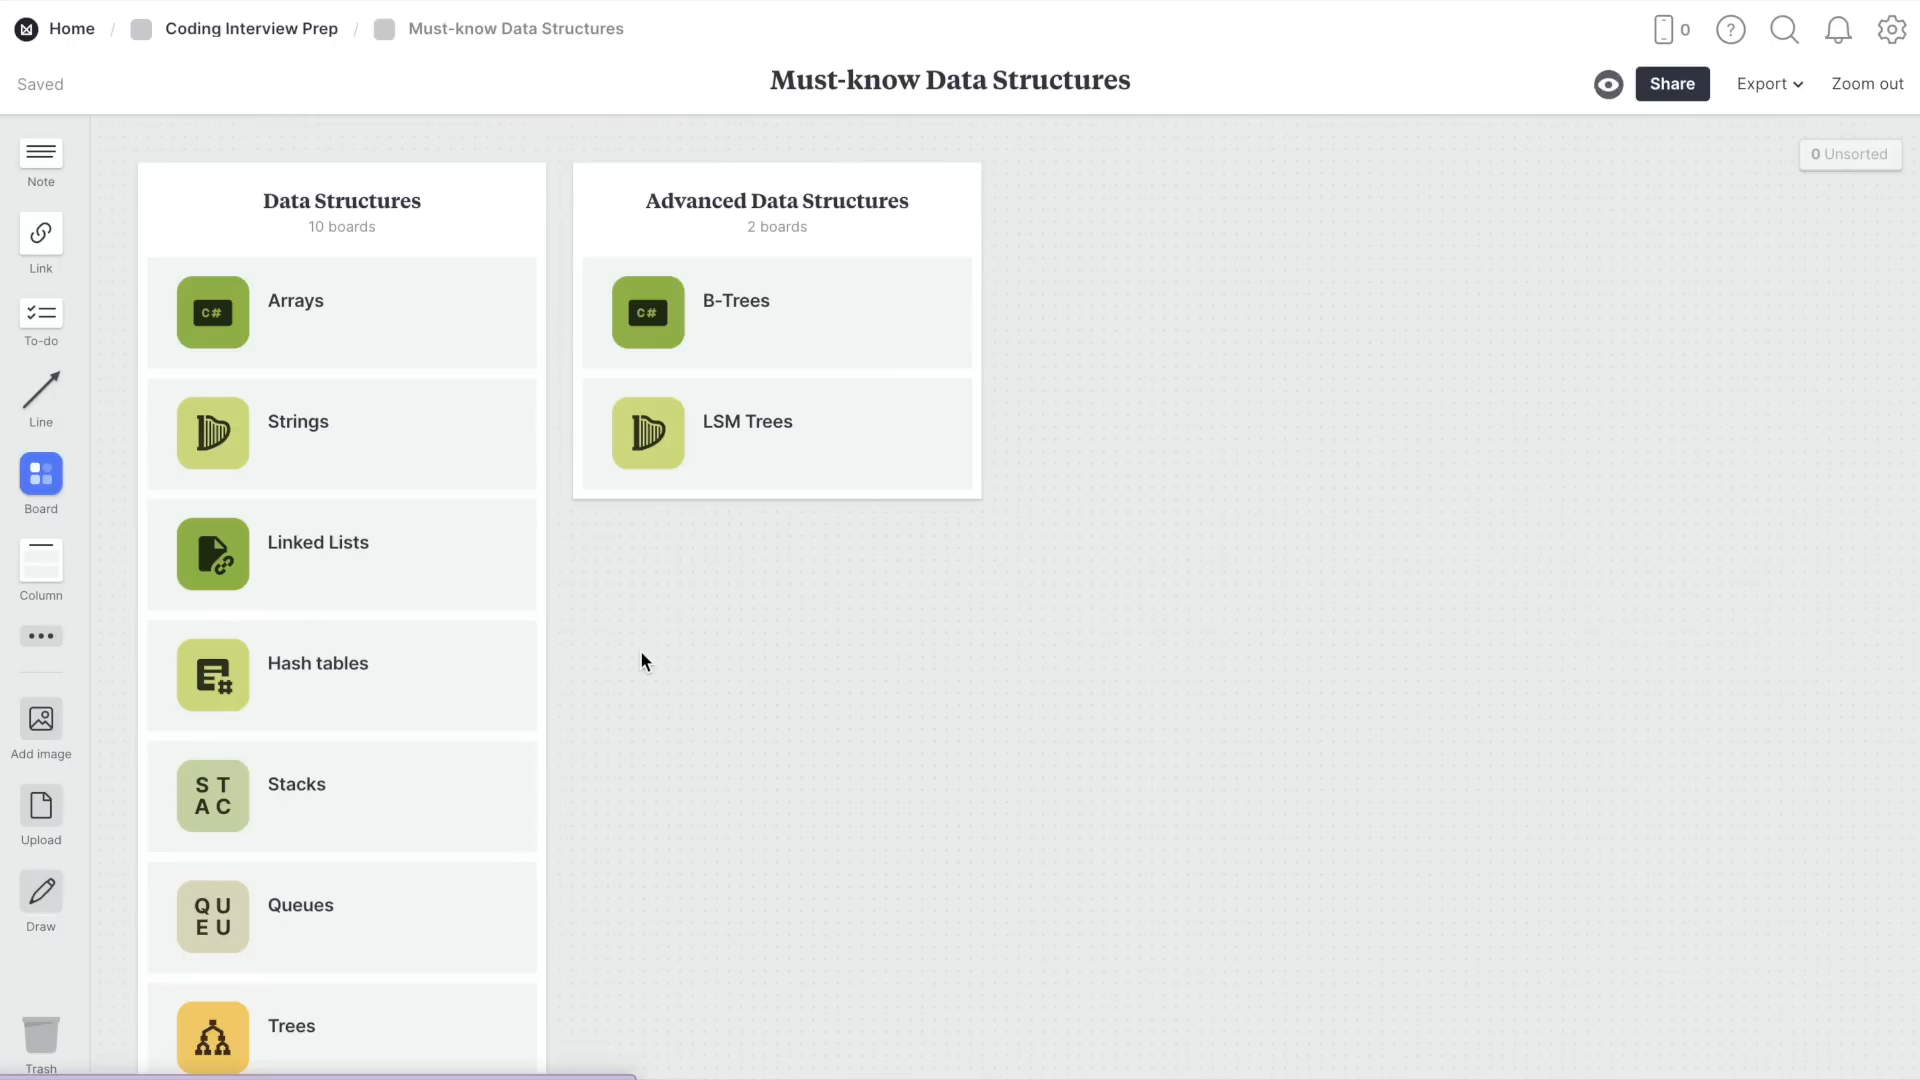 Home / Coding Interview Prep / Must-know Data Structures
0
?
Saved
Must-know Data Structures
Share
Export
Zoom out
0 Unsorted
Note
Link
To-do
Line
Board
Column
Add image
Upload
Draw
Trash
Data Structures
10 boards
C#
Arrays
Strings
Linked Lists
#
Hash tables
S T
A C
Stacks
Q U
E U
Queues
Trees
Advanced Data Structures
2 boards
C#
B-Trees
LSM Trees